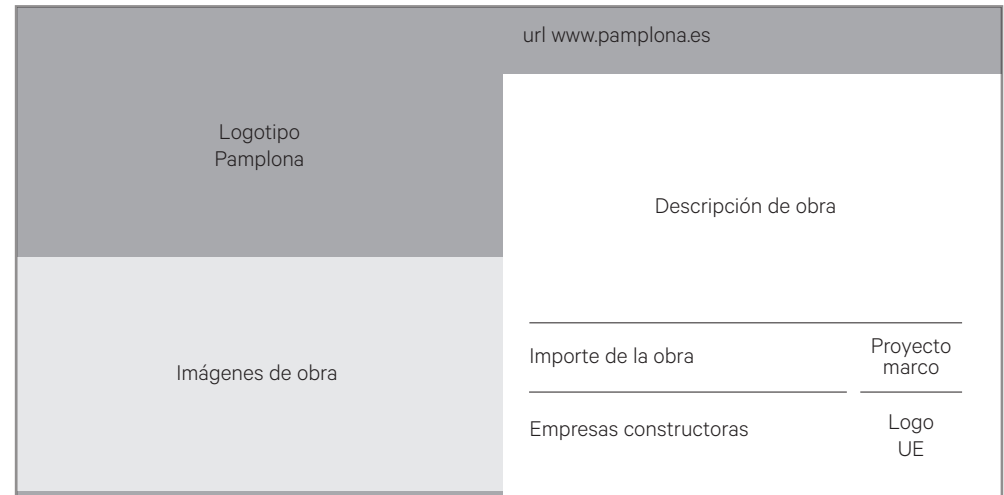 url www.pamplona.es
Logotipo
Pamplona
Descripción de obra
Imágenes de obra
Importe de la obra
Proyecto
marco
Empresas constructoras
Logo
UE